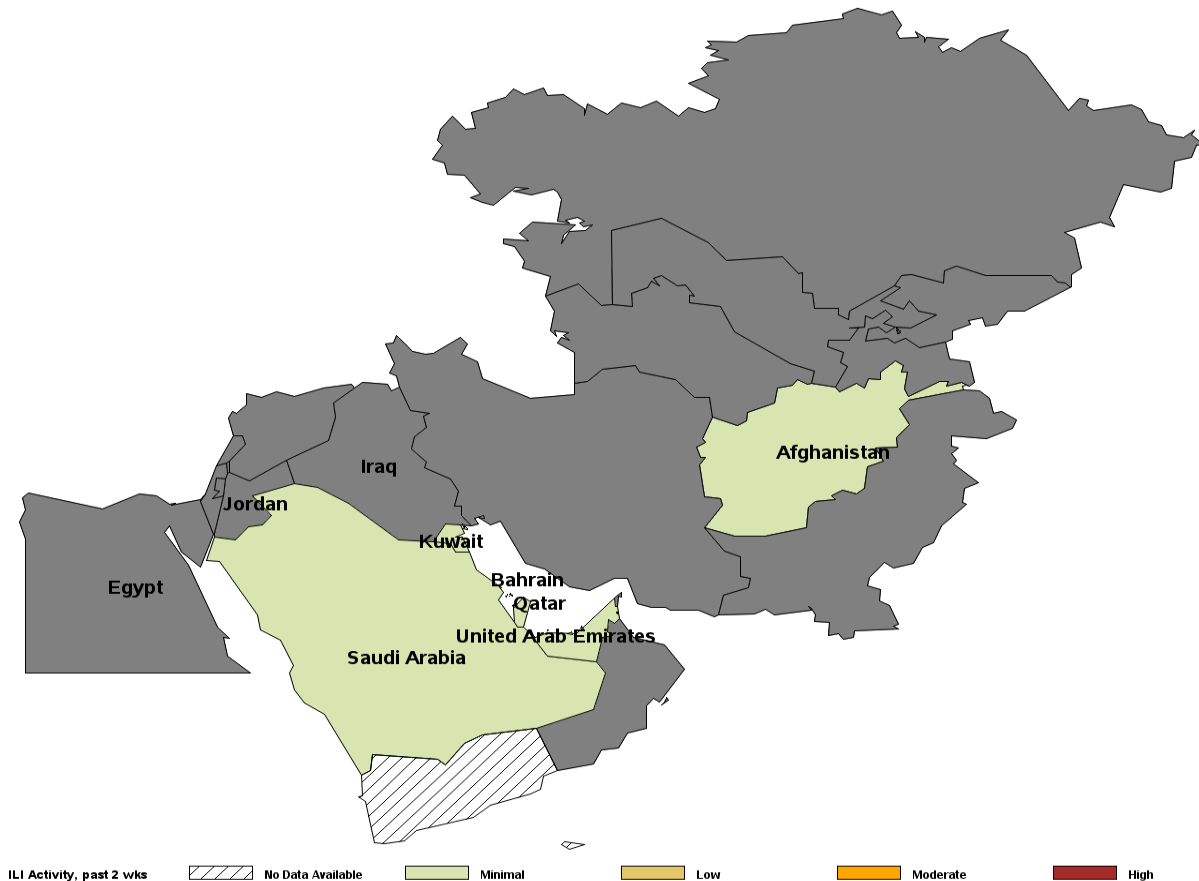 Afghanistan
Iraq
Jordan
Kuwait
Egypt
Bahrain
Qatar
United Arab Emirates
Saudi Arabia
ILI Activity, past 2 wks No Data Available Minimal Low Moderate High